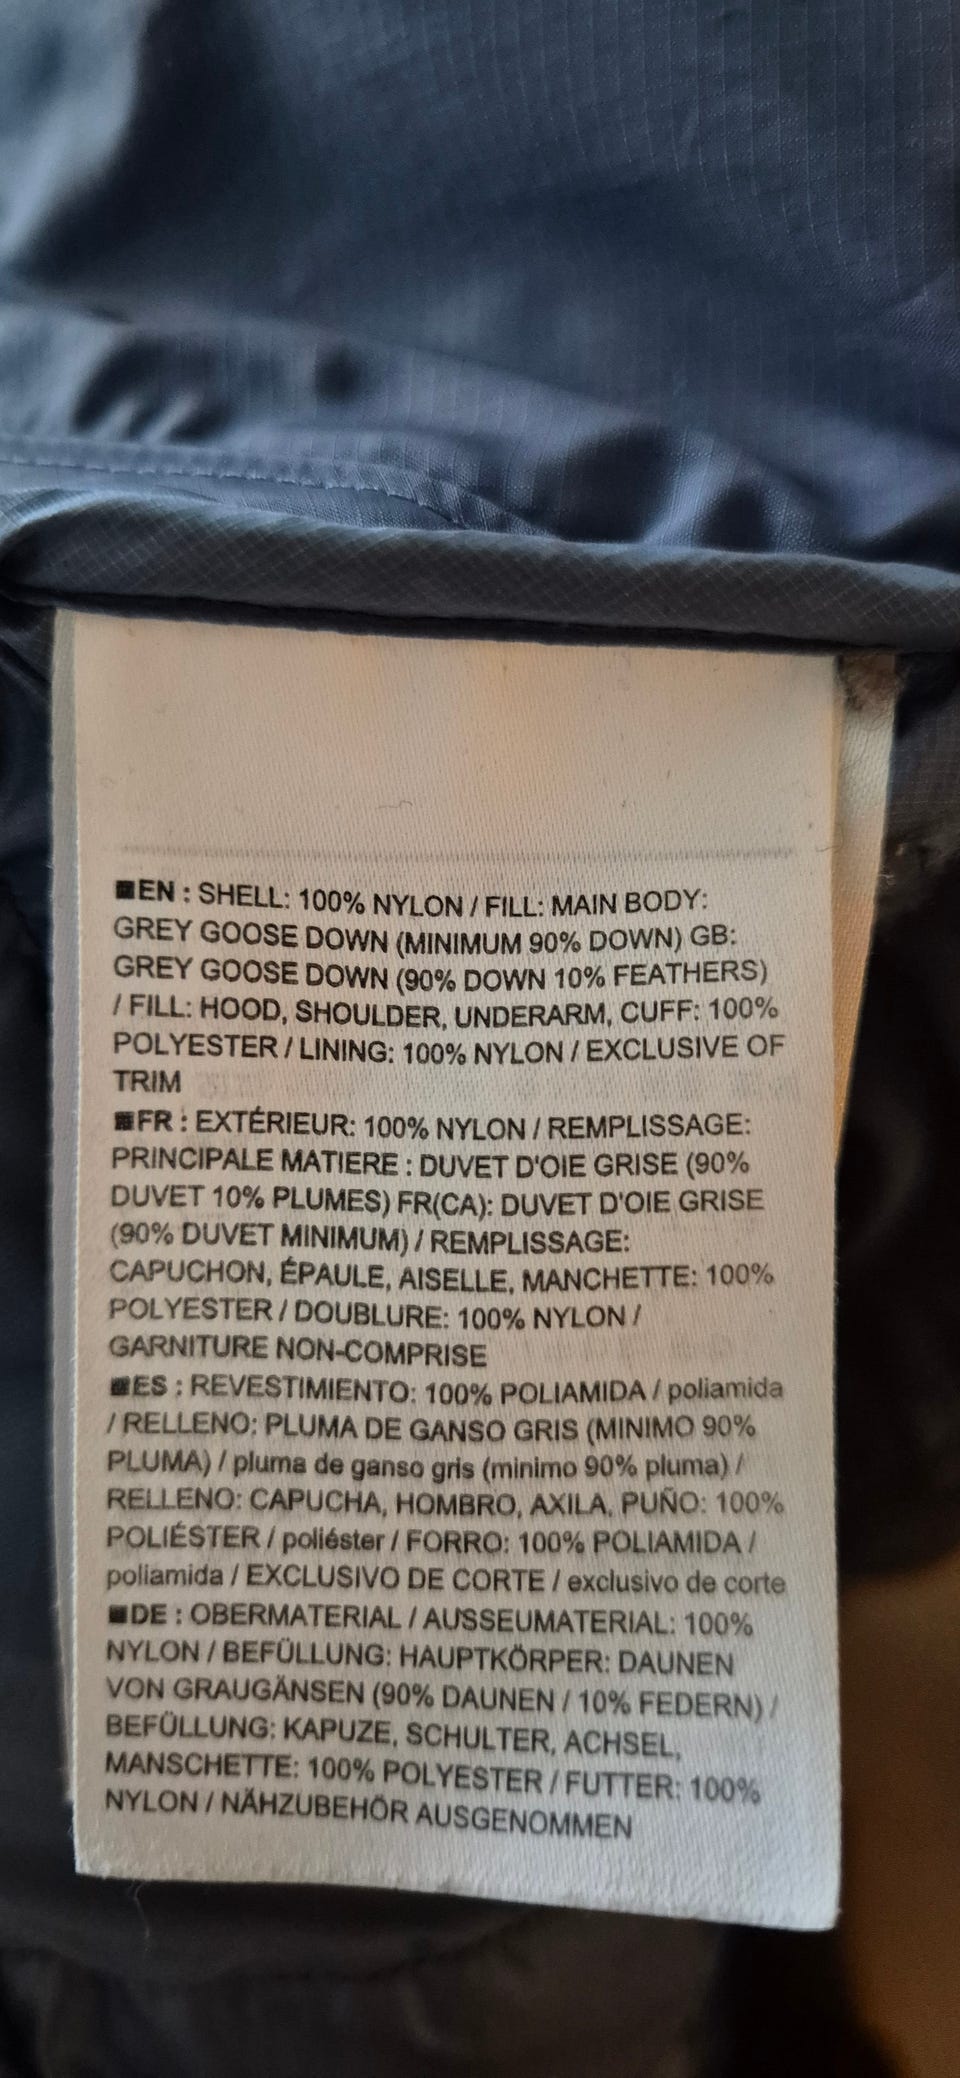 ■EN : SHELL: 100% NYLON / FILL: MAIN BODY:
GREY GOOSE DOWN (MINIMUM 90% DOWN) GB:
GREY GOOSE DOWN (90% DOWN 10% FEATHERS)
/ FILL: HOOD, SHOULDER, UNDERARM, CUFF: 100%
POLYESTER / LINING: 100% NYLON / EXCLUSIVE OF
TRIM
■FR : EXTÉRIEUR: 100% NYLON / REMPLISSAGE:
PRINCIPALE MATIERE : DUVET D'OIE GRISE (90%
DUVET 10% PLUMES) FR(CA): DUVET D'OIE GRISE
(90% DUVET MINIMUM) / REMPLISSAGE:
CAPUCHON, ÉPAULE, AISELLE, MANCHETTE: 100%
POLYESTER / DOUBLURE: 100% NYLON /
GARNITURE NON-COMPRISE
■ES : REVESTIMIENTO: 100% POLIAMIDA / poliamida
/ RELLENO: PLUMA DE GANSO GRIS (MINIMO 90%
PLUMA) / pluma de ganso gris (minimo 90% pluma) /
RELLENO: CAPUCHA, HOMBRO, AXILA, PUÑO: 100%
POLIÉSTER / poliéster / FORRO: 100% POLIAMIDA /
poliamida / EXCLUSIVO DE CORTE / exclusivo de corte
■DE : OBERMATERIAL / AUSSEUMATERIAL: 100%
NYLON / BEFÜLLUNG: HAUPTKÖRPER: DAUNEN
VON GRAUGÄNSEN (90% DAUNEN / 10% FEDERN) /
BEFÜLLUNG: KAPUZE, SCHULTER, ACHSEL,
MANSCHETTE: 100% POLYESTER / FUTTER: 100%
NYLON / NÄHZUBEHÖR AUSGENOMMEN